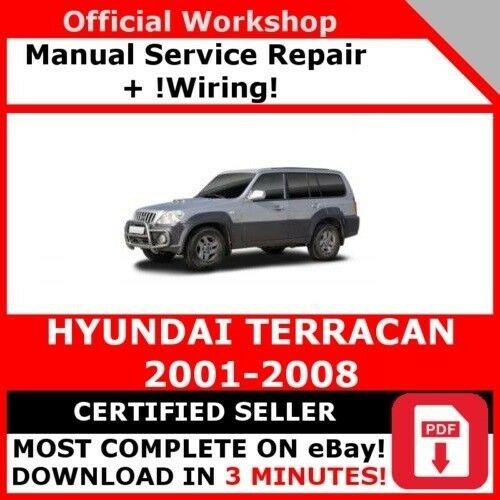 Official Workshop
Manual Service Repair
+ !Wiring!
HYUNDAI TERRACAN
2001-2008
CERTIFIED SELLER
MOST COMPLETE ON eBay!
DOWNLOAD IN 3 MINUTES!
PDF